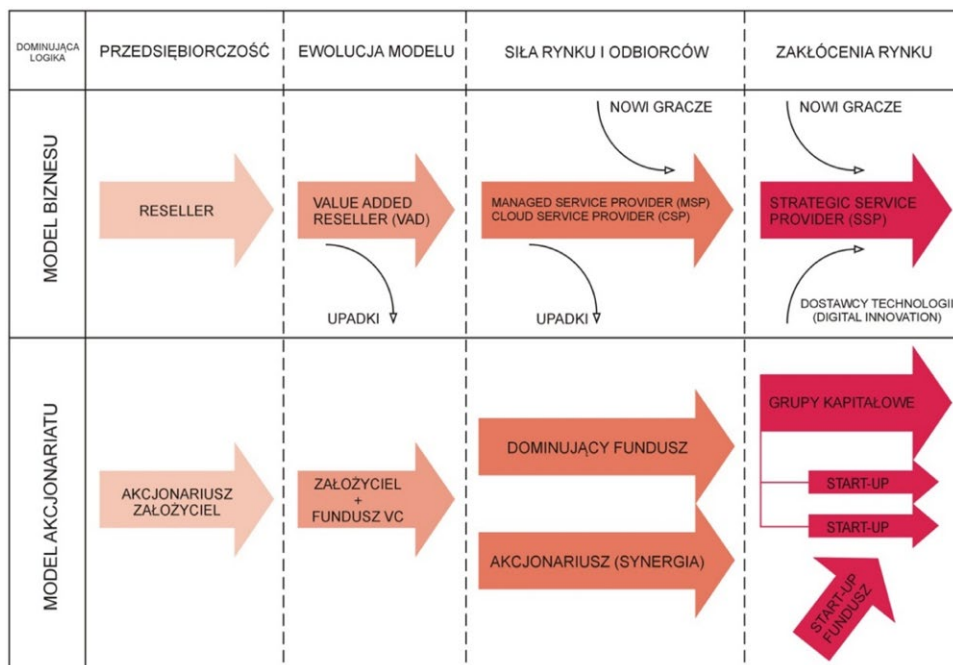 DOMINUJĄCA
LOGIKA
PRZEDSIĘBIORCZOŚĆ
EWOLUCJA MODELU
SIŁA RYNKU I ODBIORCÓW
ZAKŁÓCENIA RYNKU
MODEL BIZNESU
NOWI GRACZE
NOWI GRACZE
RESELLER
VALUE ADDED
RESELLER (VAD)
MANAGED SERVICE PROVIDER (MSP)
CLOUD SERVICE PROVIDER (CSP)
STRATEGIC SERVICE
PROVIDER (SSP)
UPADKI
UPADKI
DOSTAWCY TECHNOLOGII
(DIGITAL INNOVATION)
MODEL AKCJONARIATU
AKCJONARIUSZ
ZAŁOŻYCIEL
ZAŁOŻYCIEL
+
FUNDUSZ VC
DOMINUJĄCY FUNDUSZ
AKCJONARIUSZ (SYNERGIA)
GRUPY KAPITAŁOWE
START-UP
START-UP
START-UP
FUNDUSZ